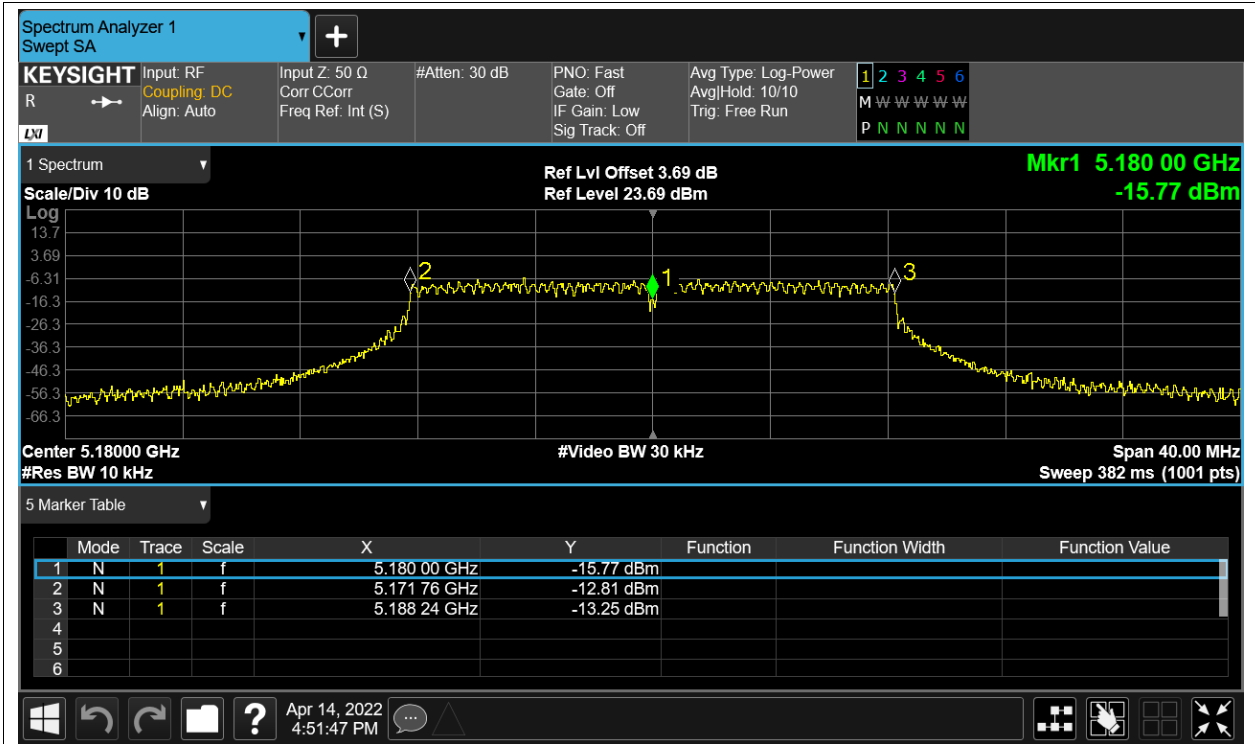 Spectrum Analyzer 1
Swept SA
KEYSIGHT
R
LXI
Input: RF
Coupling: DC
Align: Auto
Input Z: 50 Ω
Corr CCorr
Freq Ref: Int (S)
#Atten: 30 dB
PNO: Fast
Gate: Off
IF Gain: Low
Sig Track: Off
Avg Type: Log-Power
Avg|Hold: 10/10
Trig: Free Run
1 2 3 4 5 6
M W W W W W
P N N N N N
1 Spectrum
Scale/Div 10 dB
Ref Lvl Offset 3.69 dB
Ref Level 23.69 dBm
Mkr1 5.180 00 GHz
-15.77 dBm
Log
13.7
3.69
-6.31
-16.3
-26.3
-36.3
-46.3
-56.3
-66.3
2
1
3
Center 5.18000 GHz
#Res BW 10 kHz
#Video BW 30 kHz
Span 40.00 MHz
Sweep 382 ms (1001 pts)
5 Marker Table
Mode Trace Scale X Y Function Function Width Function Value
1 N 1 f 5.180 00 GHz -15.77 dBm
2 N 1 f 5.171 76 GHz -12.81 dBm
3 N 1 f 5.188 24 GHz -13.25 dBm
4
5
6
?
Apr 14, 2022
4:51:47 PM